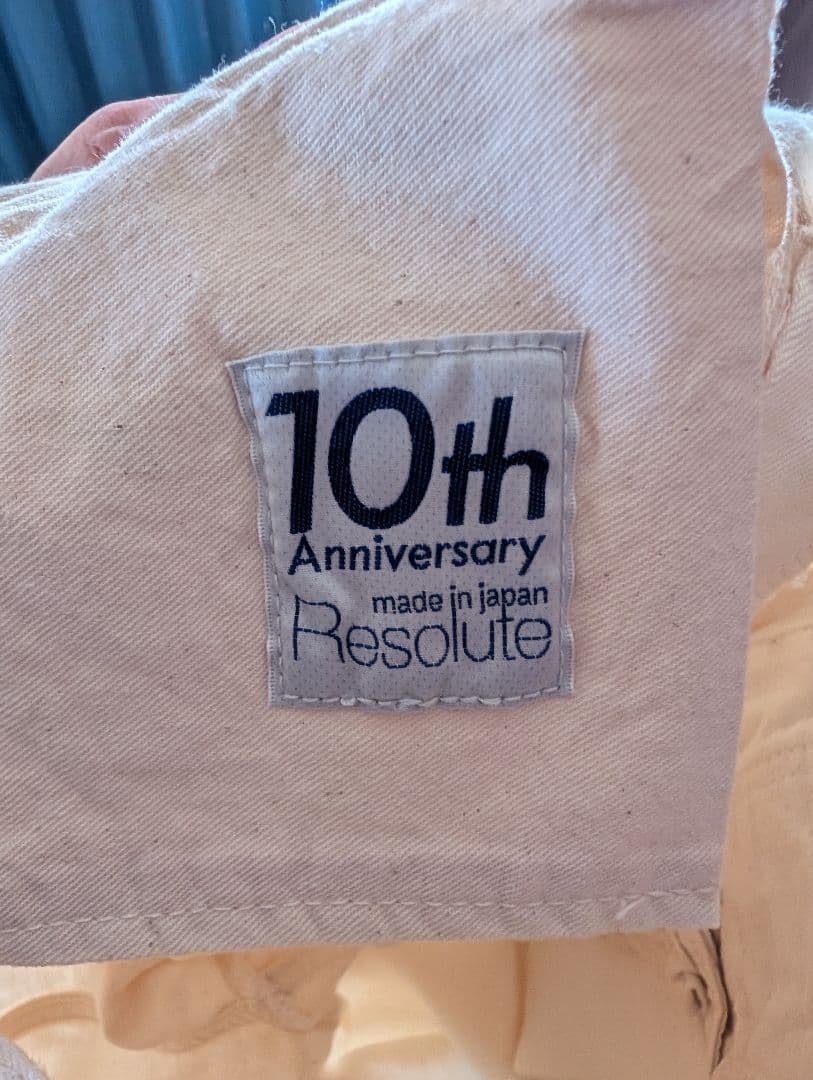 10th
Anniversary
made in japan
Resolute